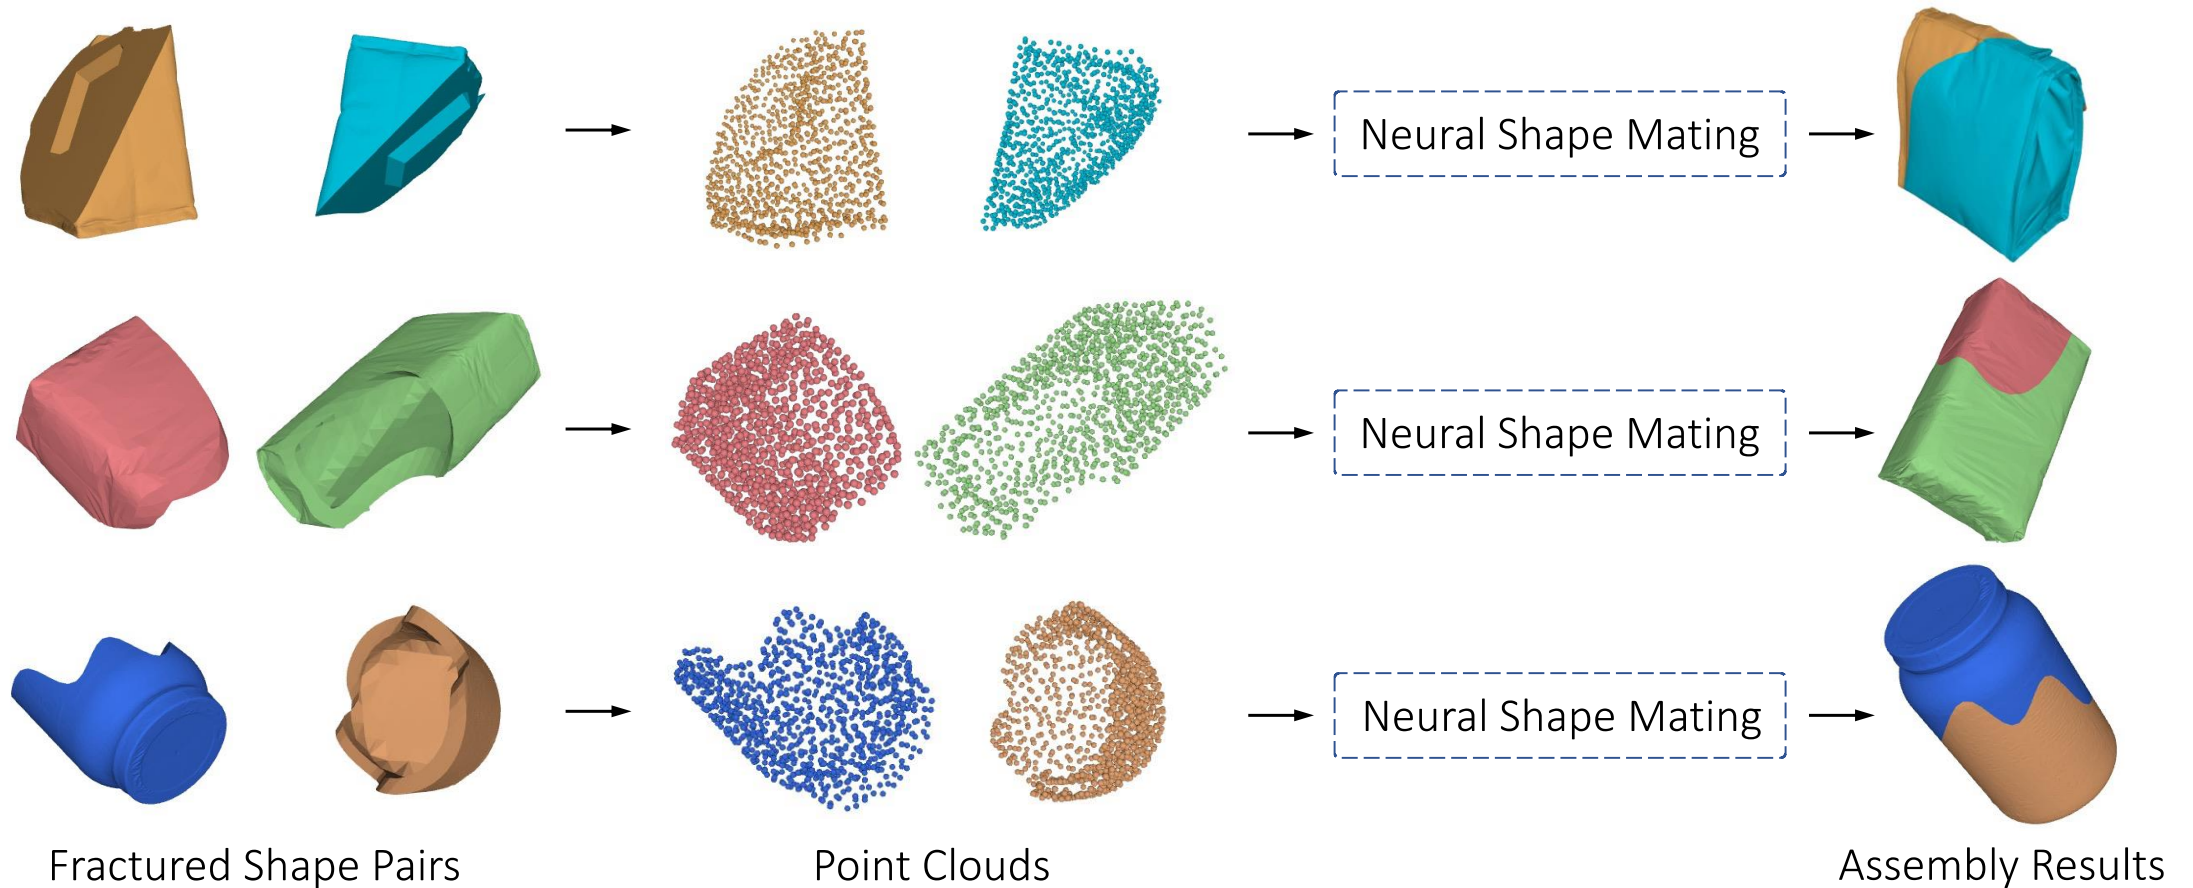 Neural Shape Mating
Neural Shape Mating
Neural Shape Mating
Fractured Shape Pairs
Point Clouds
Assembly Results